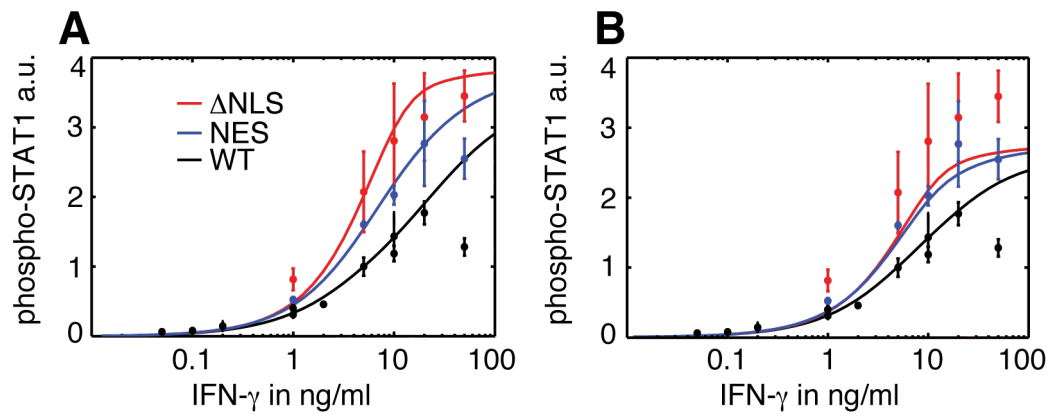 A
phospho-STAT1 a.u.
4
3
2
1
0
ΔNLS
NES
WT
0.1 1 10 100
IFN-γ in ng/ml
B
phospho-STAT1 a.u.
4
3
2
1
0
0.1 1 10 100
IFN-γ in ng/ml